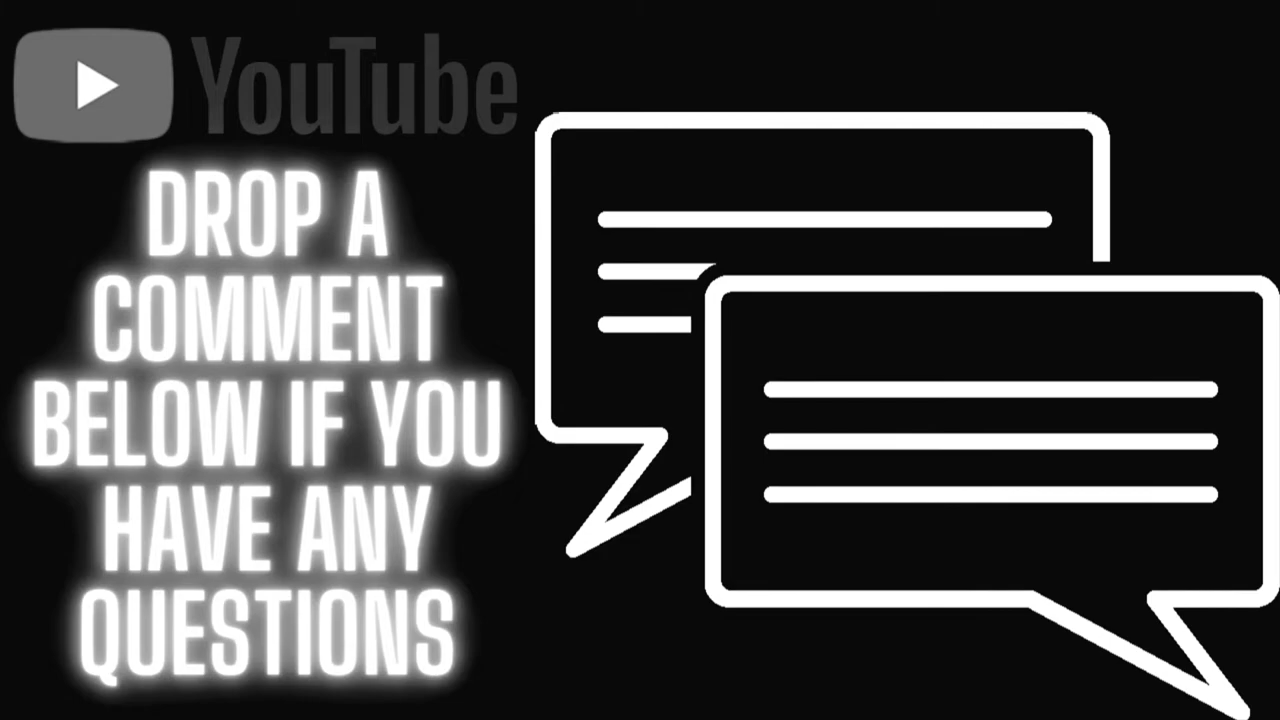 YouTube
DROP A
COMMENT
BELOW IF YOU
HAVE ANY
QUESTIONS